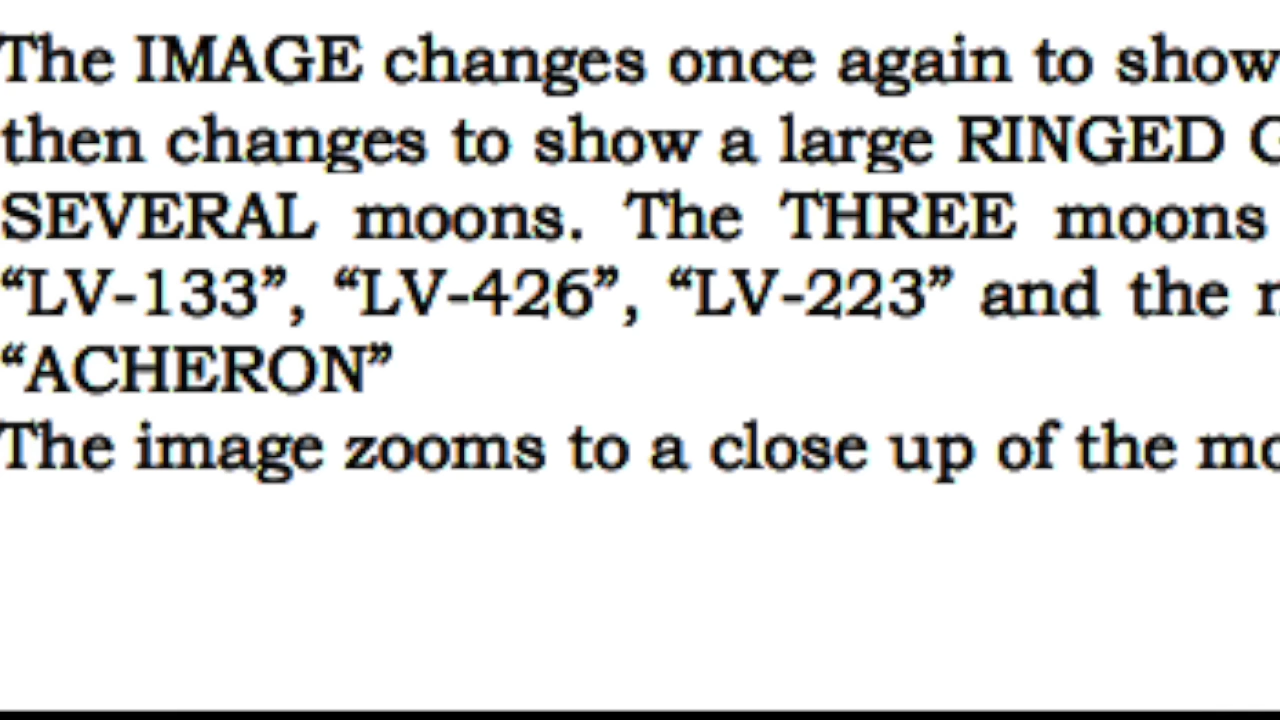 The IMAGE changes once again to show
then changes to show a large RINGED
SEVERAL moons. The THREE moons
“LV-133”, “LV-426”, “LV-223” and the
“ACHERON”
The image zooms to a close up of the